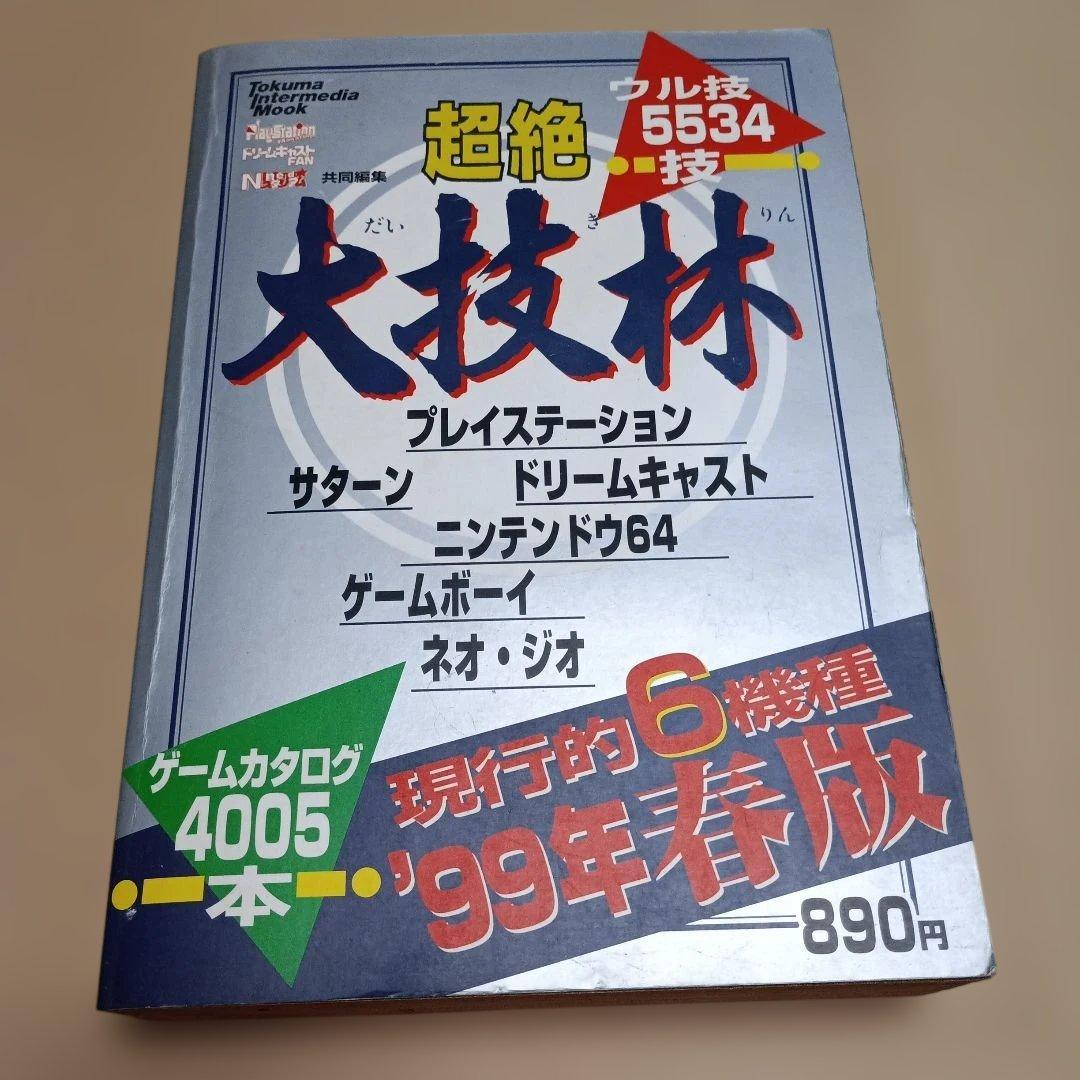 Tokuma
Intermedia
Mook
PlayStation
ドリームキャスト
FAN
共同編集
超絶
ウル技
5534
技
だい ぎ りん
大技林
プレイステーション
サターン ドリームキャスト
ニンテンドウ64
ゲームボーイ
ネオ・ジオ
ゲームカタログ
4005
本
現行的6機種
'99年春版
890円